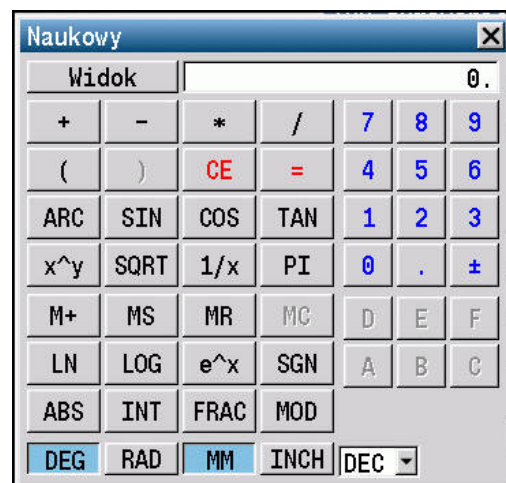 Naukowy
Widok 0.
+ - * / 7 8 9
( ) CE = 4 5 6
ARC SIN COS TAN 1 2 3
x^y SQRT 1/x PI 0 . ±
M+ MS MR MC D E F
LN LOG e^x SGN A B C
ABS INT FRAC MOD
DEG RAD MM INCH DEC